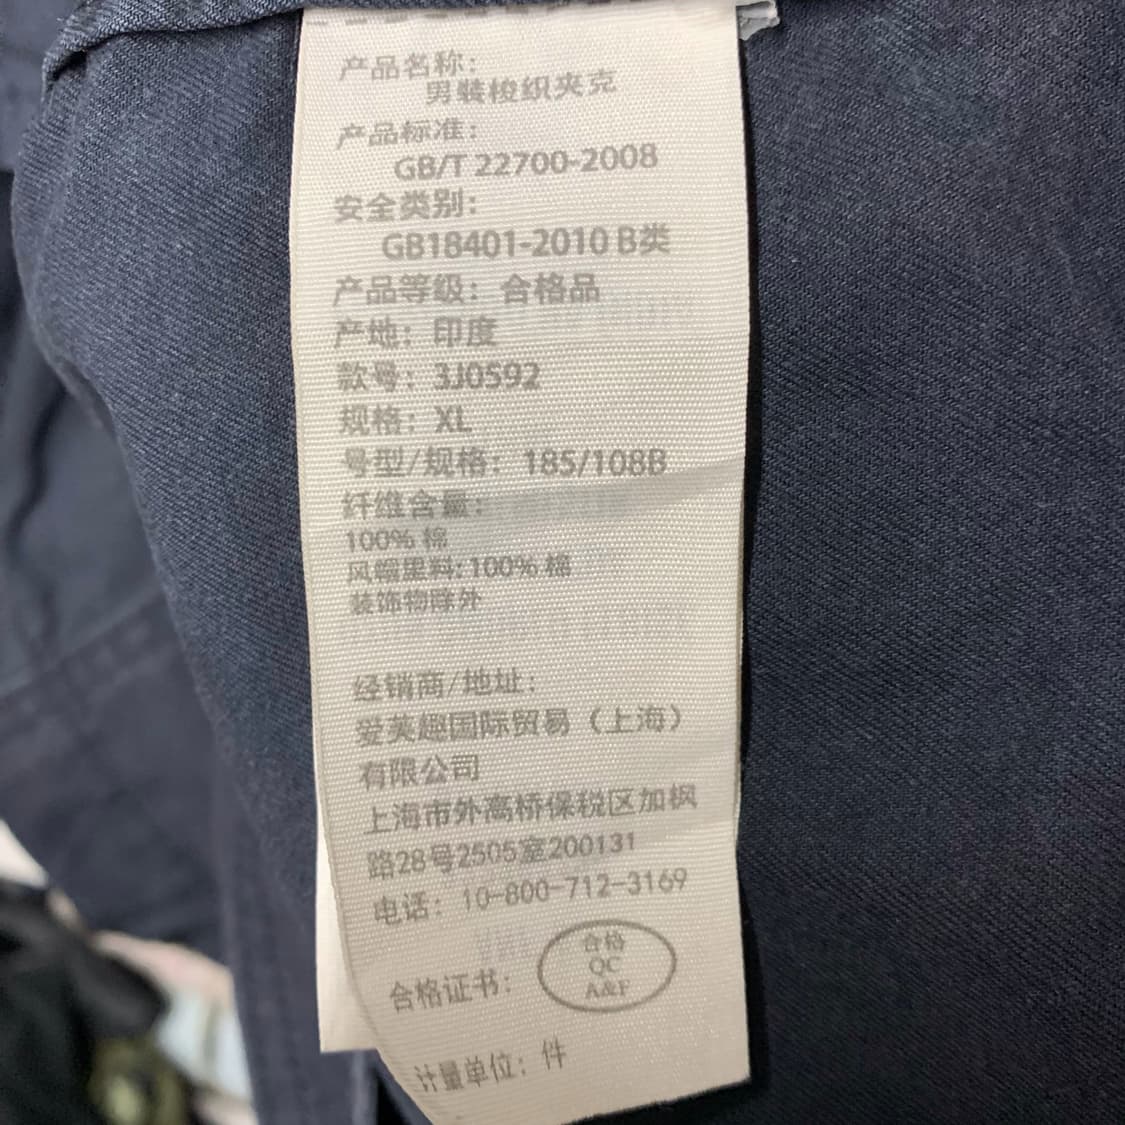 产品名称:
男装梭织夹克
产品标准:
GB/T 22700-2008
安全类别:
GB18401-2010 B类
产品等级: 合格品
产地: 印度
款号: 3J0592
规格: XL
号型/规格: 185/108B
纤维含量:
100% 棉
风帽里料: 100% 棉
装饰物除外
经销商/地址:
爱芙趣国际贸易（上海）
有限公司
上海市外高桥保税区加枫
路28号2505室200131
电话: 10-800-712-3169
合格证书:
合格
QC
A&F
计量单位: 件